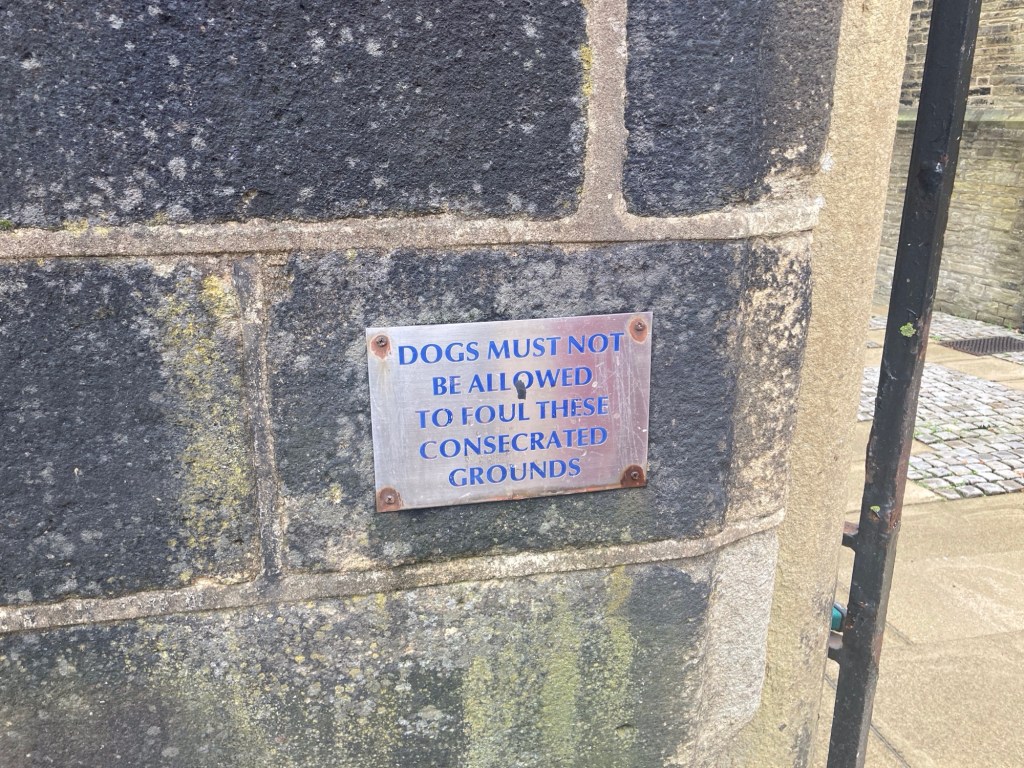 DOGS MUST NOT
BE ALLOWED
TO FOUL THESE
CONSECRATED
GROUNDS